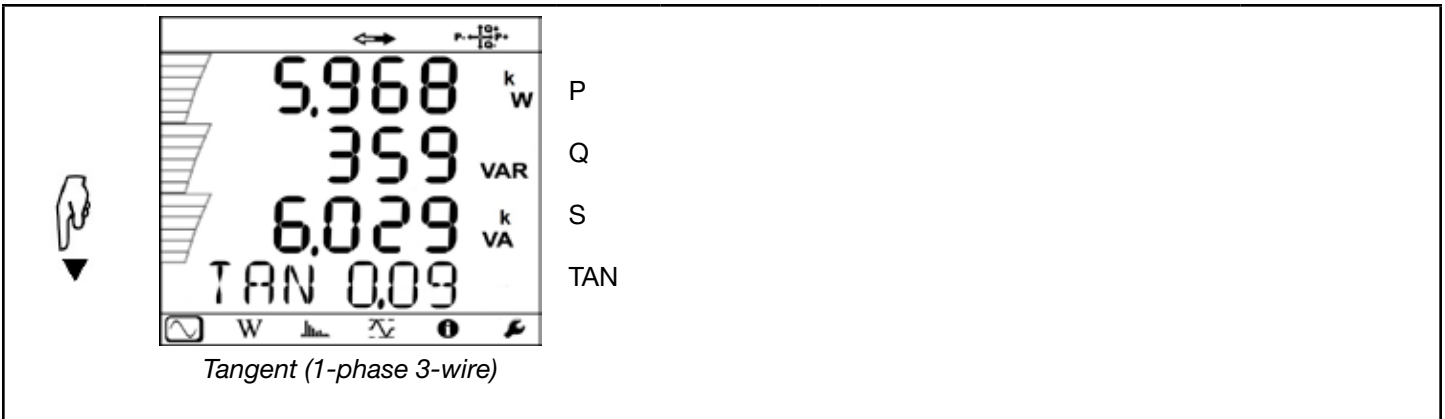 P- Q+ P+
Q-
5.968 k W P
359 VAR Q
6.029 k VA S
TAN 0.09 TAN
W
Tangent (1-phase 3-wire)